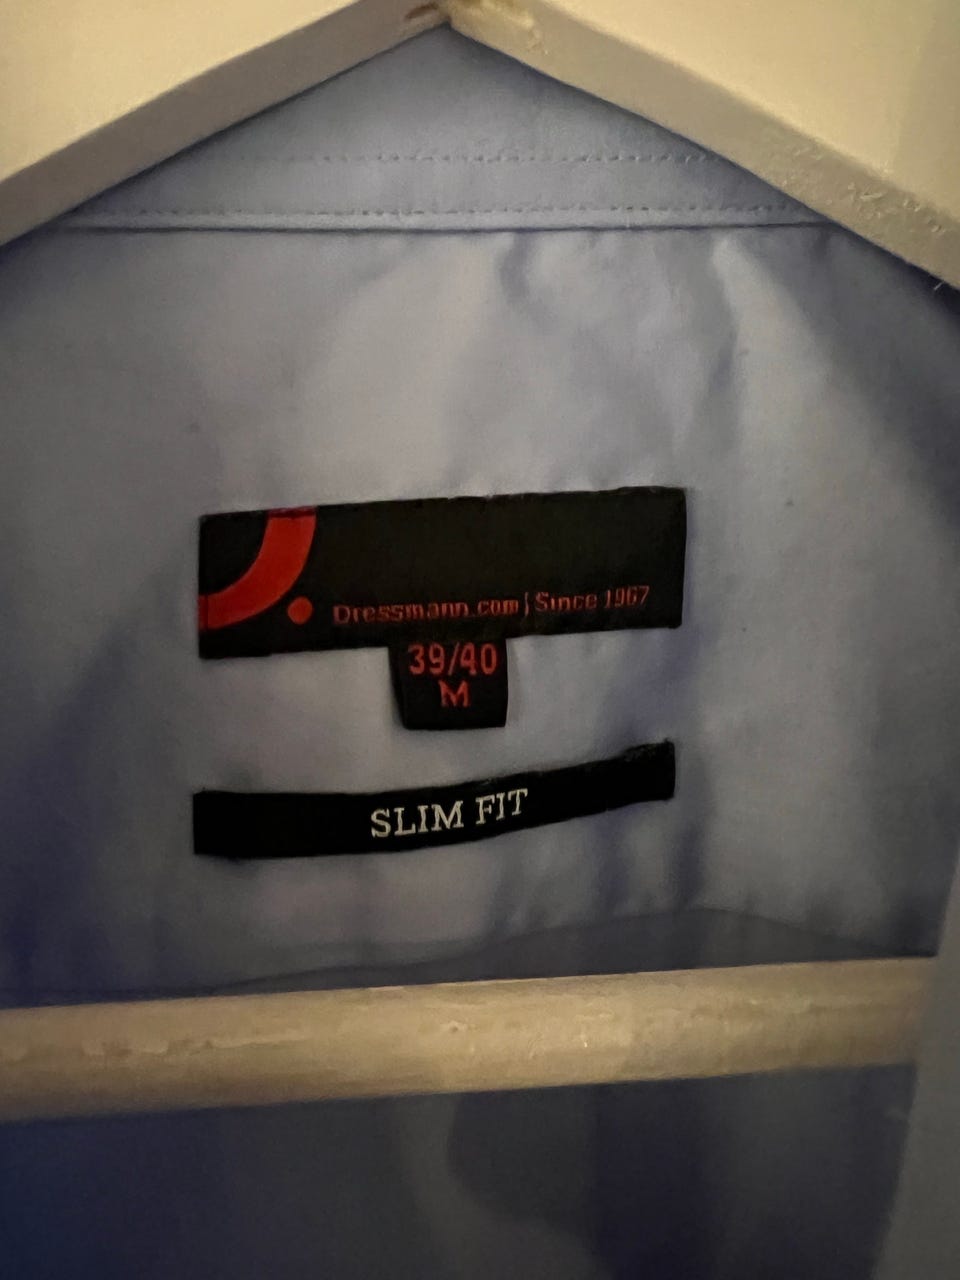 Dressmann.com | Since 1967
39/40
M
SLIM FIT